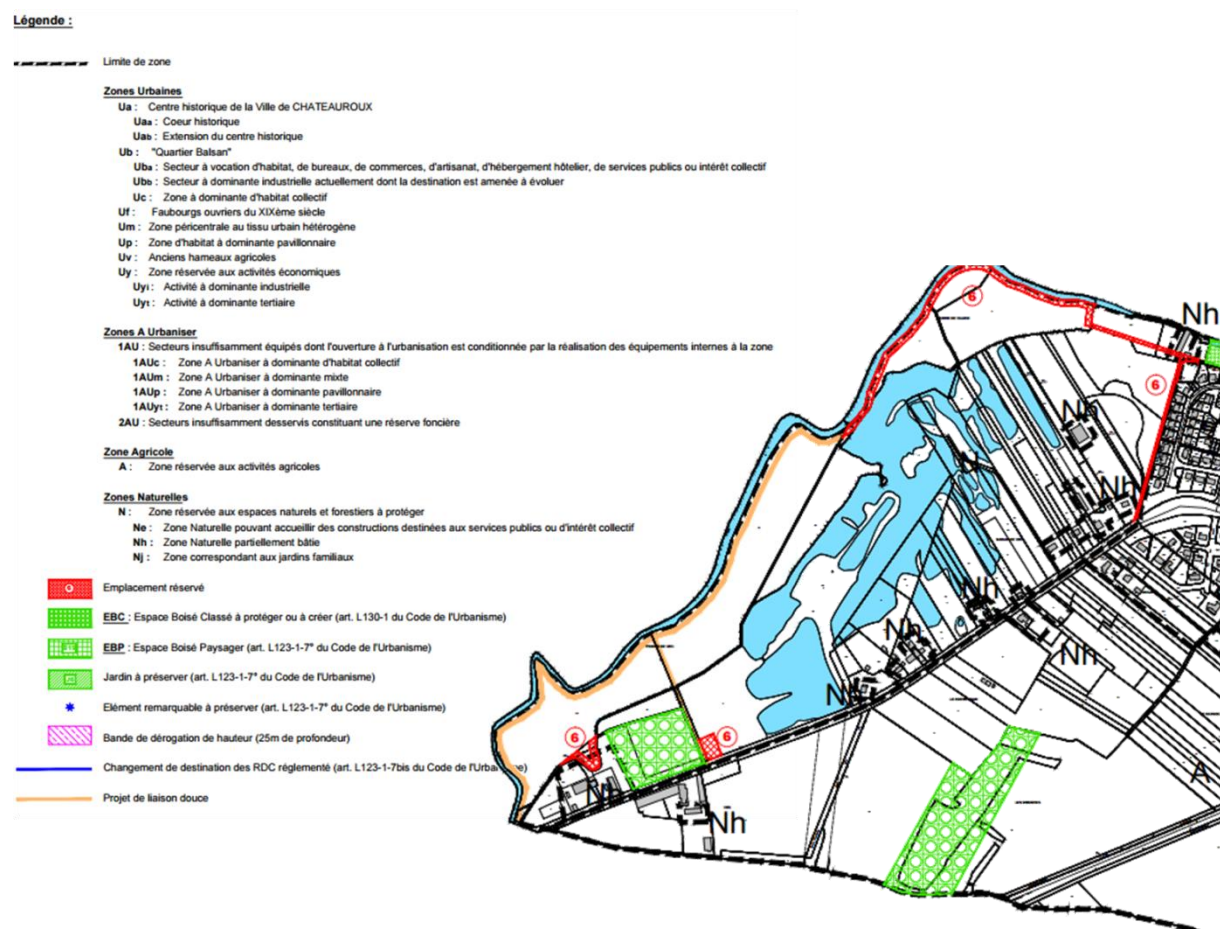 Légende :
Limite de zone
Zones Urbaines
Ua : Centre historique de la Ville de CHATEAUROUX
Uaa : Coeur historique
Uab : Extension du centre historique
Ub : "Quartier Balsan"
Uba : Secteur à vocation d'habitat, de bureaux, de commerces, d'artisanat, d'hébergement hôtelier, de services publics ou intérêt collectif
Ubb : Secteur à dominante industrielle actuellement dont la destination est amenée à évoluer
Uc : Zone à dominante d'habitat collectif
Uf : Faubourgs ouvriers du XIXème siècle
Um : Zone péricentrale au tissu urbain hétérogène
Up : Zone d'habitat à dominante pavillonnaire
Uv : Anciens hameaux agricoles
Uy : Zone réservée aux activités économiques
Uyi : Activité à dominante industrielle
Uyt : Activité à dominante tertiaire
Zones A Urbaniser
1AU : Secteurs insuffisament équipés dont l'ouverture à l'urbanisation est conditionnée par la réalisation des équipements internes à la zone
1AUc : Zone A Urbaniser à dominante d'habitat collectif
1AUm : Zone A Urbaniser à dominante mixte
1AUp : Zone A Urbaniser à dominante pavillonnaire
1AUyt : Zone A Urbaniser à dominante tertiaire
2AU : Secteurs insuffisamment desservis constituant une réserve foncière
Zone Agricole
A : Zone réservée aux activités agricoles
Zones Naturelles
N : Zone réservée aux espaces naturels et forestiers à protéger
Ne : Zone Naturelle pouvant accueillir des constructions destinées aux services publics ou d'intérêt collectif
Nh : Zone Naturelle partiellement bâtie
Nj : Zone correspondant aux jardins familiaux
Emplacement réservé
EBC : Espace Boisé Classé à protéger ou à créer (art. L130-1 du Code de l'Urbanisme)
EBP : Espace Boisé Paysager (art. L123-1-7° du Code de l'Urbanisme)
Jardin à préserver (art. L123-1-7° du Code de l'Urbanisme)
Elément remarquable à préserver (art. L123-1-7° du Code de l'Urbanisme)
Bande de dérogation de hauteur (25m de profondeur)
Changement de destination des RDC réglementé (art. L123-1-7bis du Code de l'Urba
Projet de liaison douce
6
Nh
6
Nh
N
Nh
Nh
Nh
Nh
Nh
6
6
A
Nh
Nh